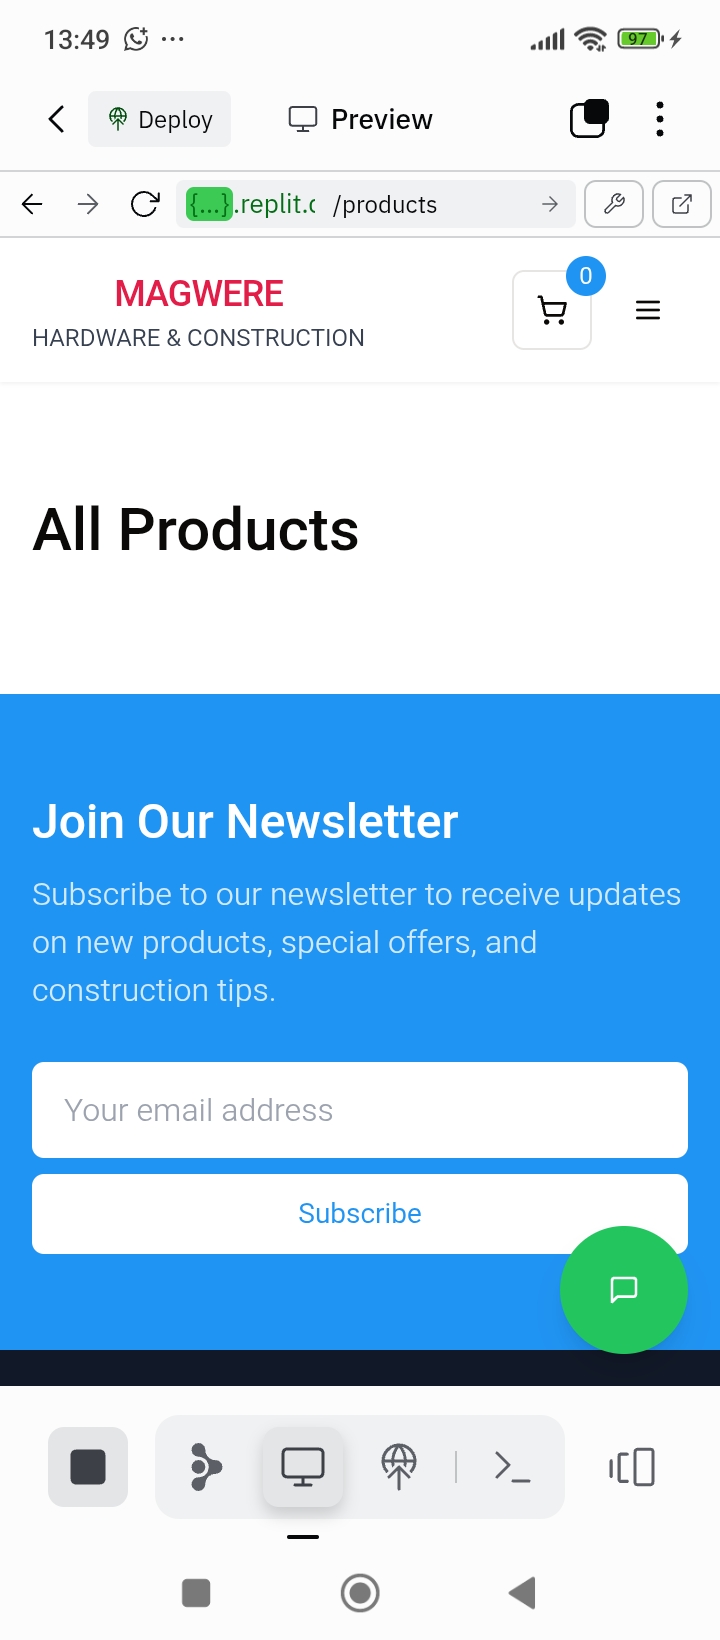 13:49
97
Deploy
Preview
{...}.replit.c /products
MAGWERE
HARDWARE & CONSTRUCTION
0
All Products
Join Our Newsletter
Subscribe to our newsletter to receive updates
on new products, special offers, and
construction tips.
Your email address
Subscribe